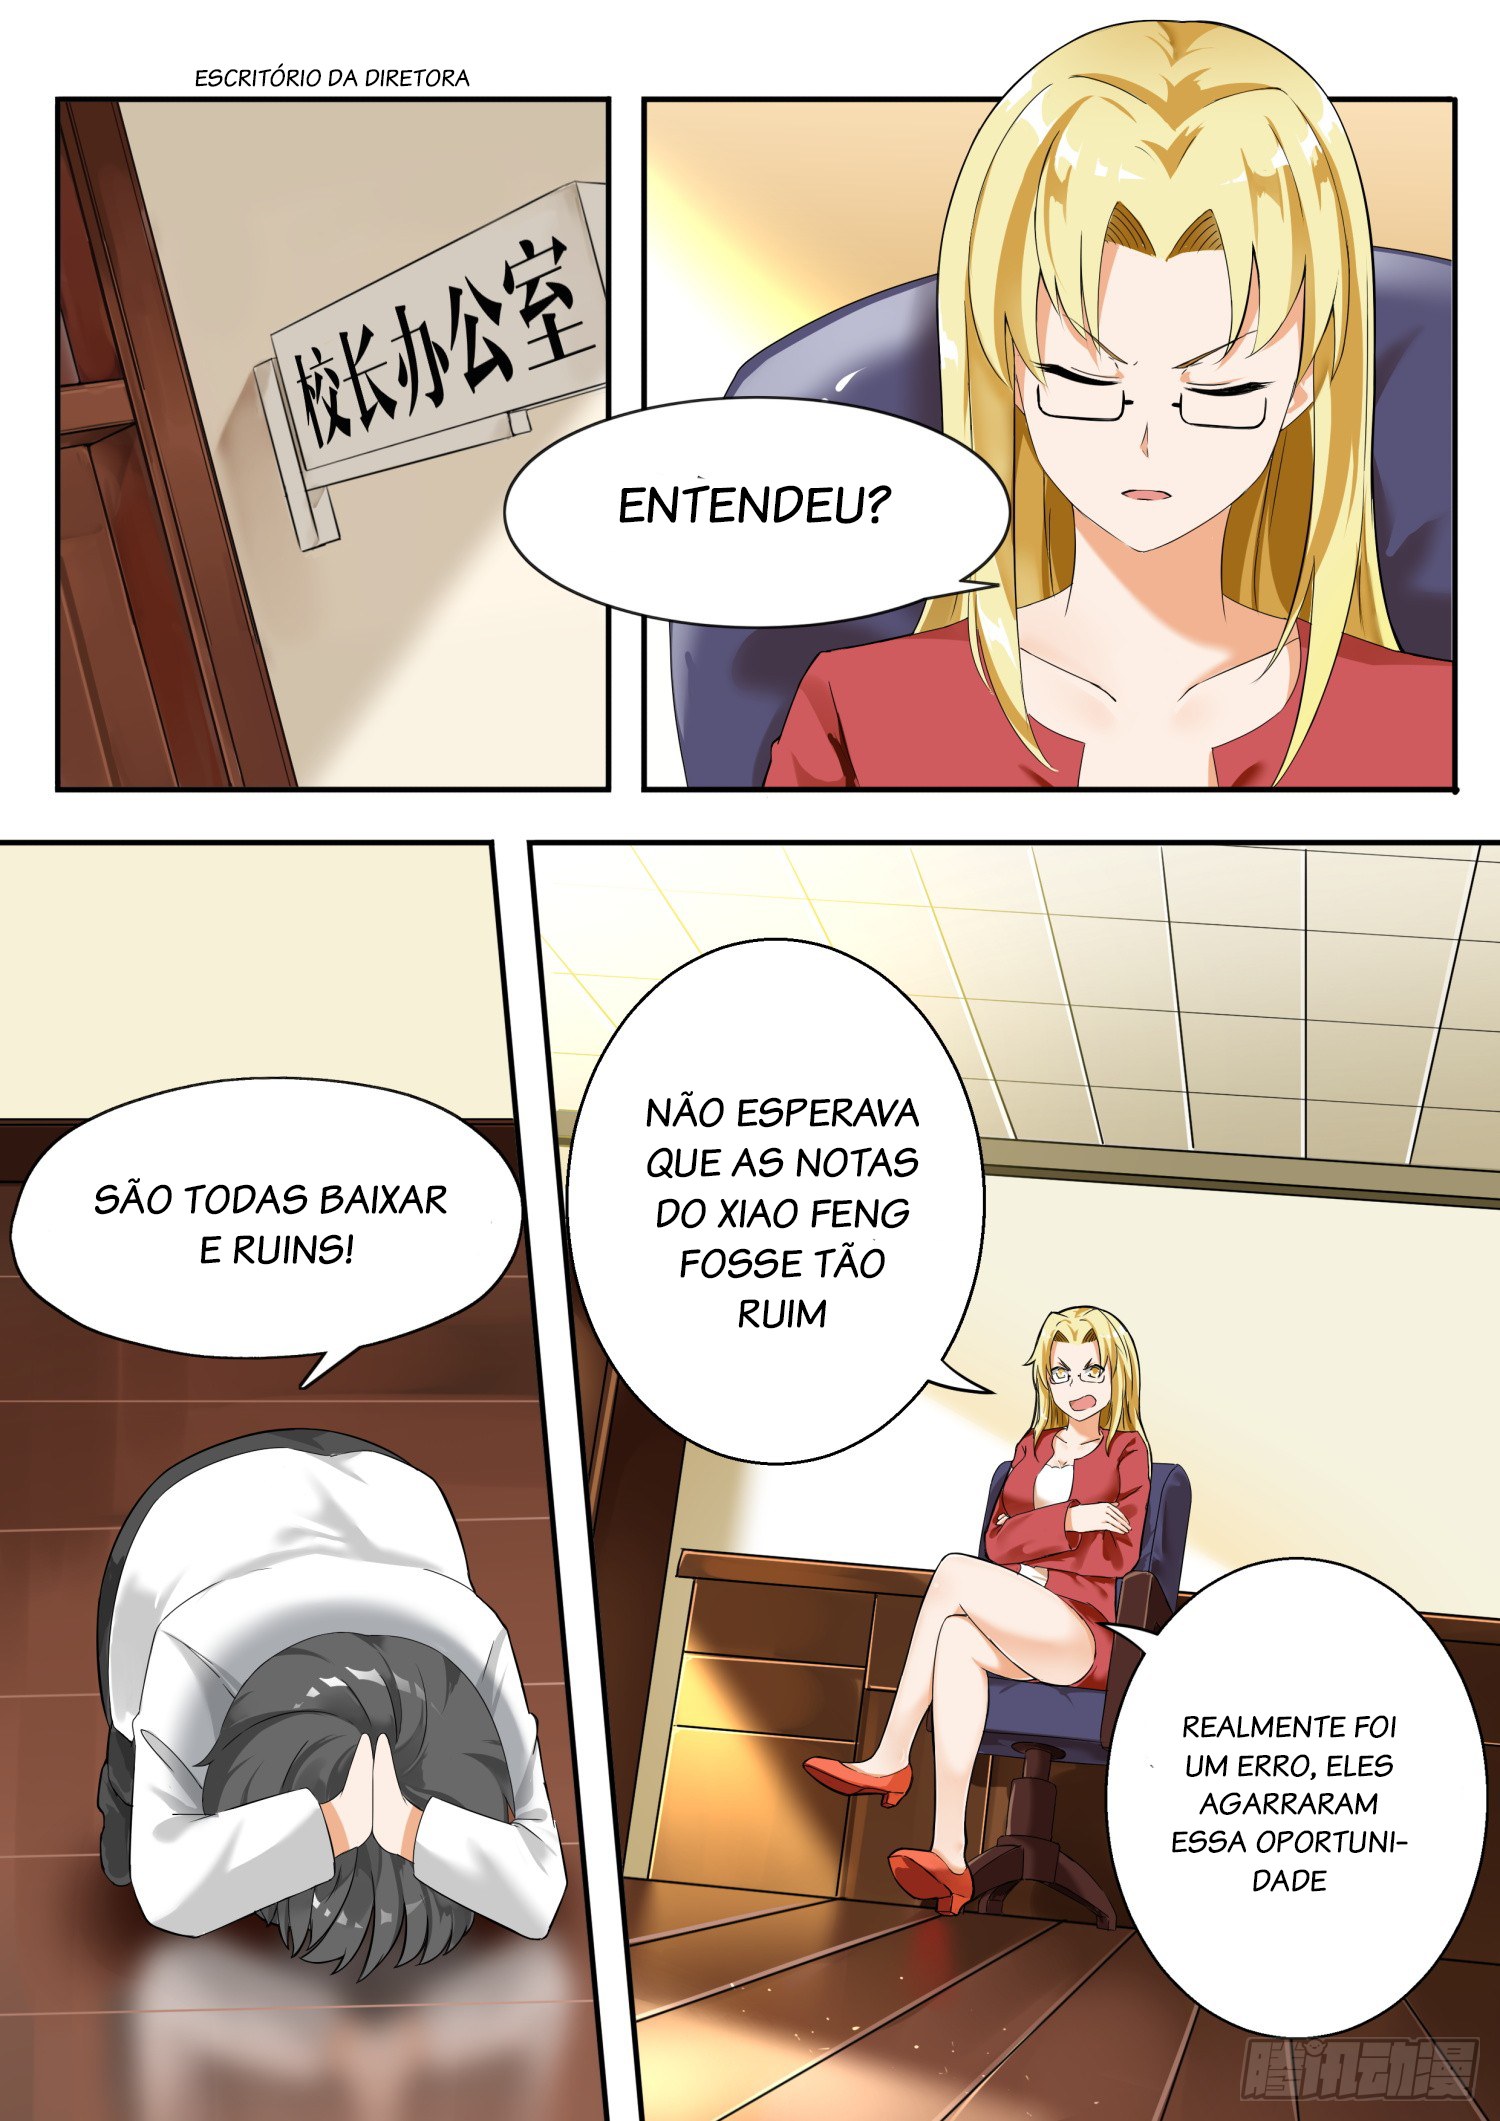 ESCRITÓRIO DA DIRETORA
校长办公室
ENTENDEU?
SÃO TODAS BAIXAR
E RUINS!
NÃO ESPERAVA
QUE AS NOTAS
DO XIAO FENG
FOSSE TÃO
RUIM
REALMENTE FOI
UM ERRO, ELES
AGARRARAM
ESSA OPORTUNI-
DADE
腾讯动漫